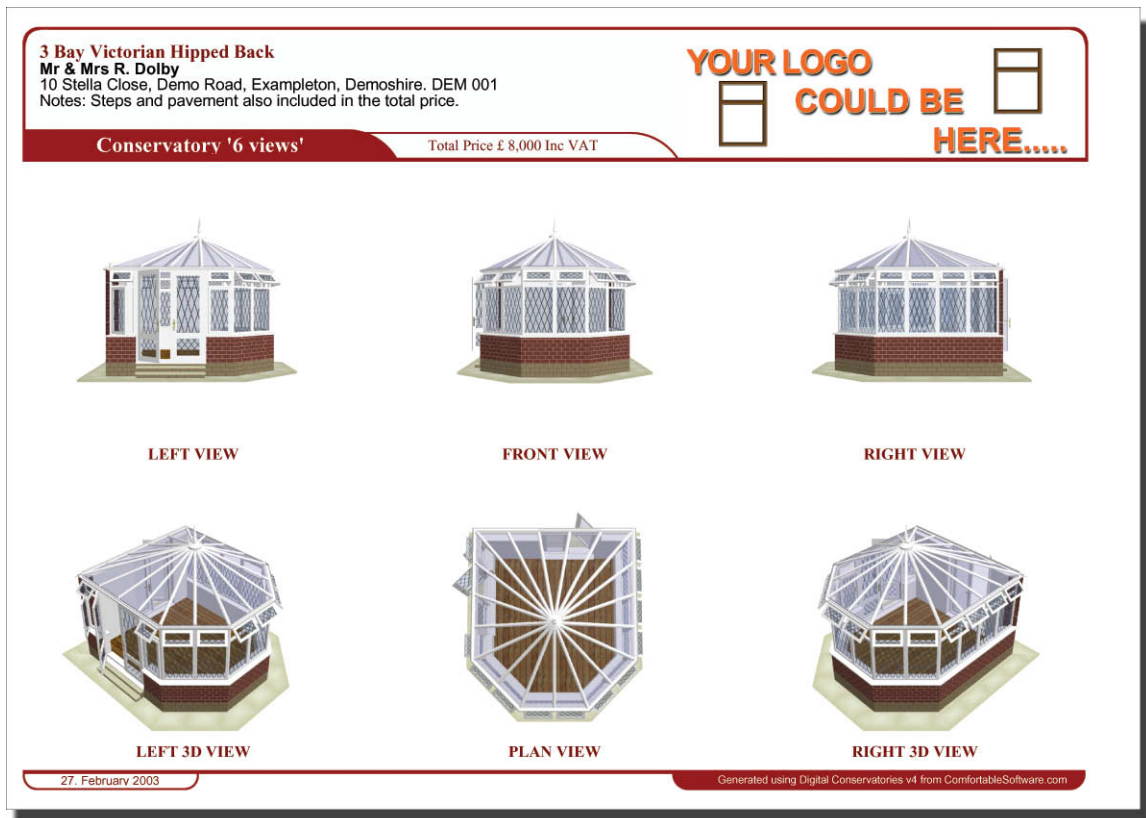 3 Bay Victorian Hipped Back
Mr & Mrs R. Dolby
10 Stella Close, Demo Road, Exampleton, Demoshire. DEM 001
Notes: Steps and pavement also included in the total price.
YOUR LOGO
COULD BE
HERE.....
Conservatory '6 views'
Total Price £ 8,000 Inc VAT
LEFT VIEW
FRONT VIEW
RIGHT VIEW
LEFT 3D VIEW
PLAN VIEW
RIGHT 3D VIEW
27. February 2003
Generated using Digital Conservatories v4 from ComfortableSoftware.com